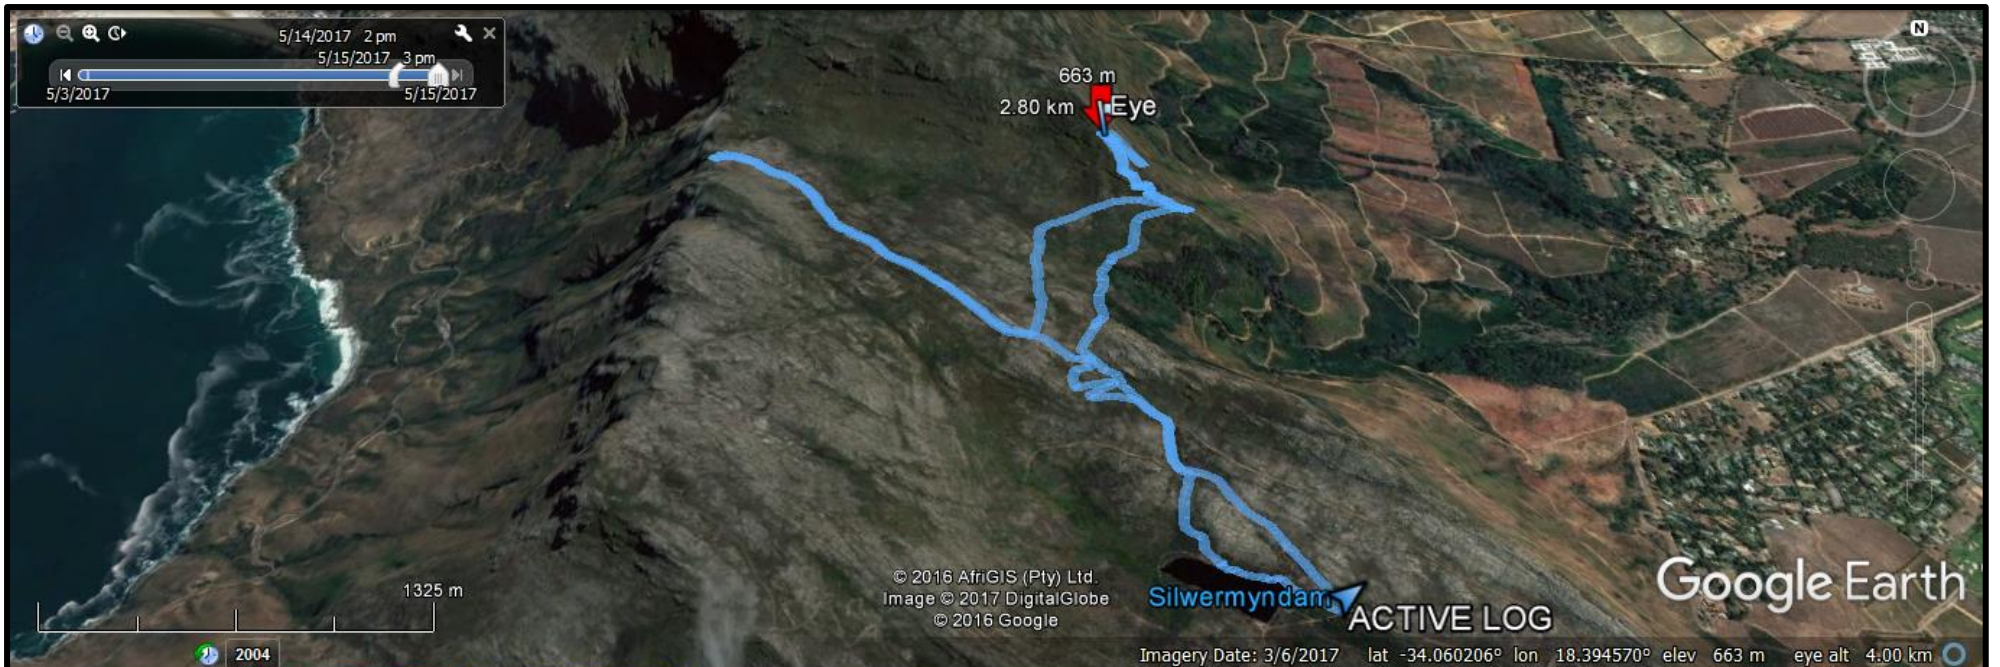 5/14/2017 2 pm
5/15/2017 3 pm
5/3/2017
5/15/2017
N
663 m
2.80 km
Eye
1325 m
© 2016 AfriGIS (Pty) Ltd.
Image © 2017 DigitalGlobe
© 2016 Google
Silwermyndam
ACTIVE LOG
Google Earth
2004
Imagery Date: 3/6/2017 lat -34.060206° lon 18.394570° elev 663 m eye alt 4.00 km